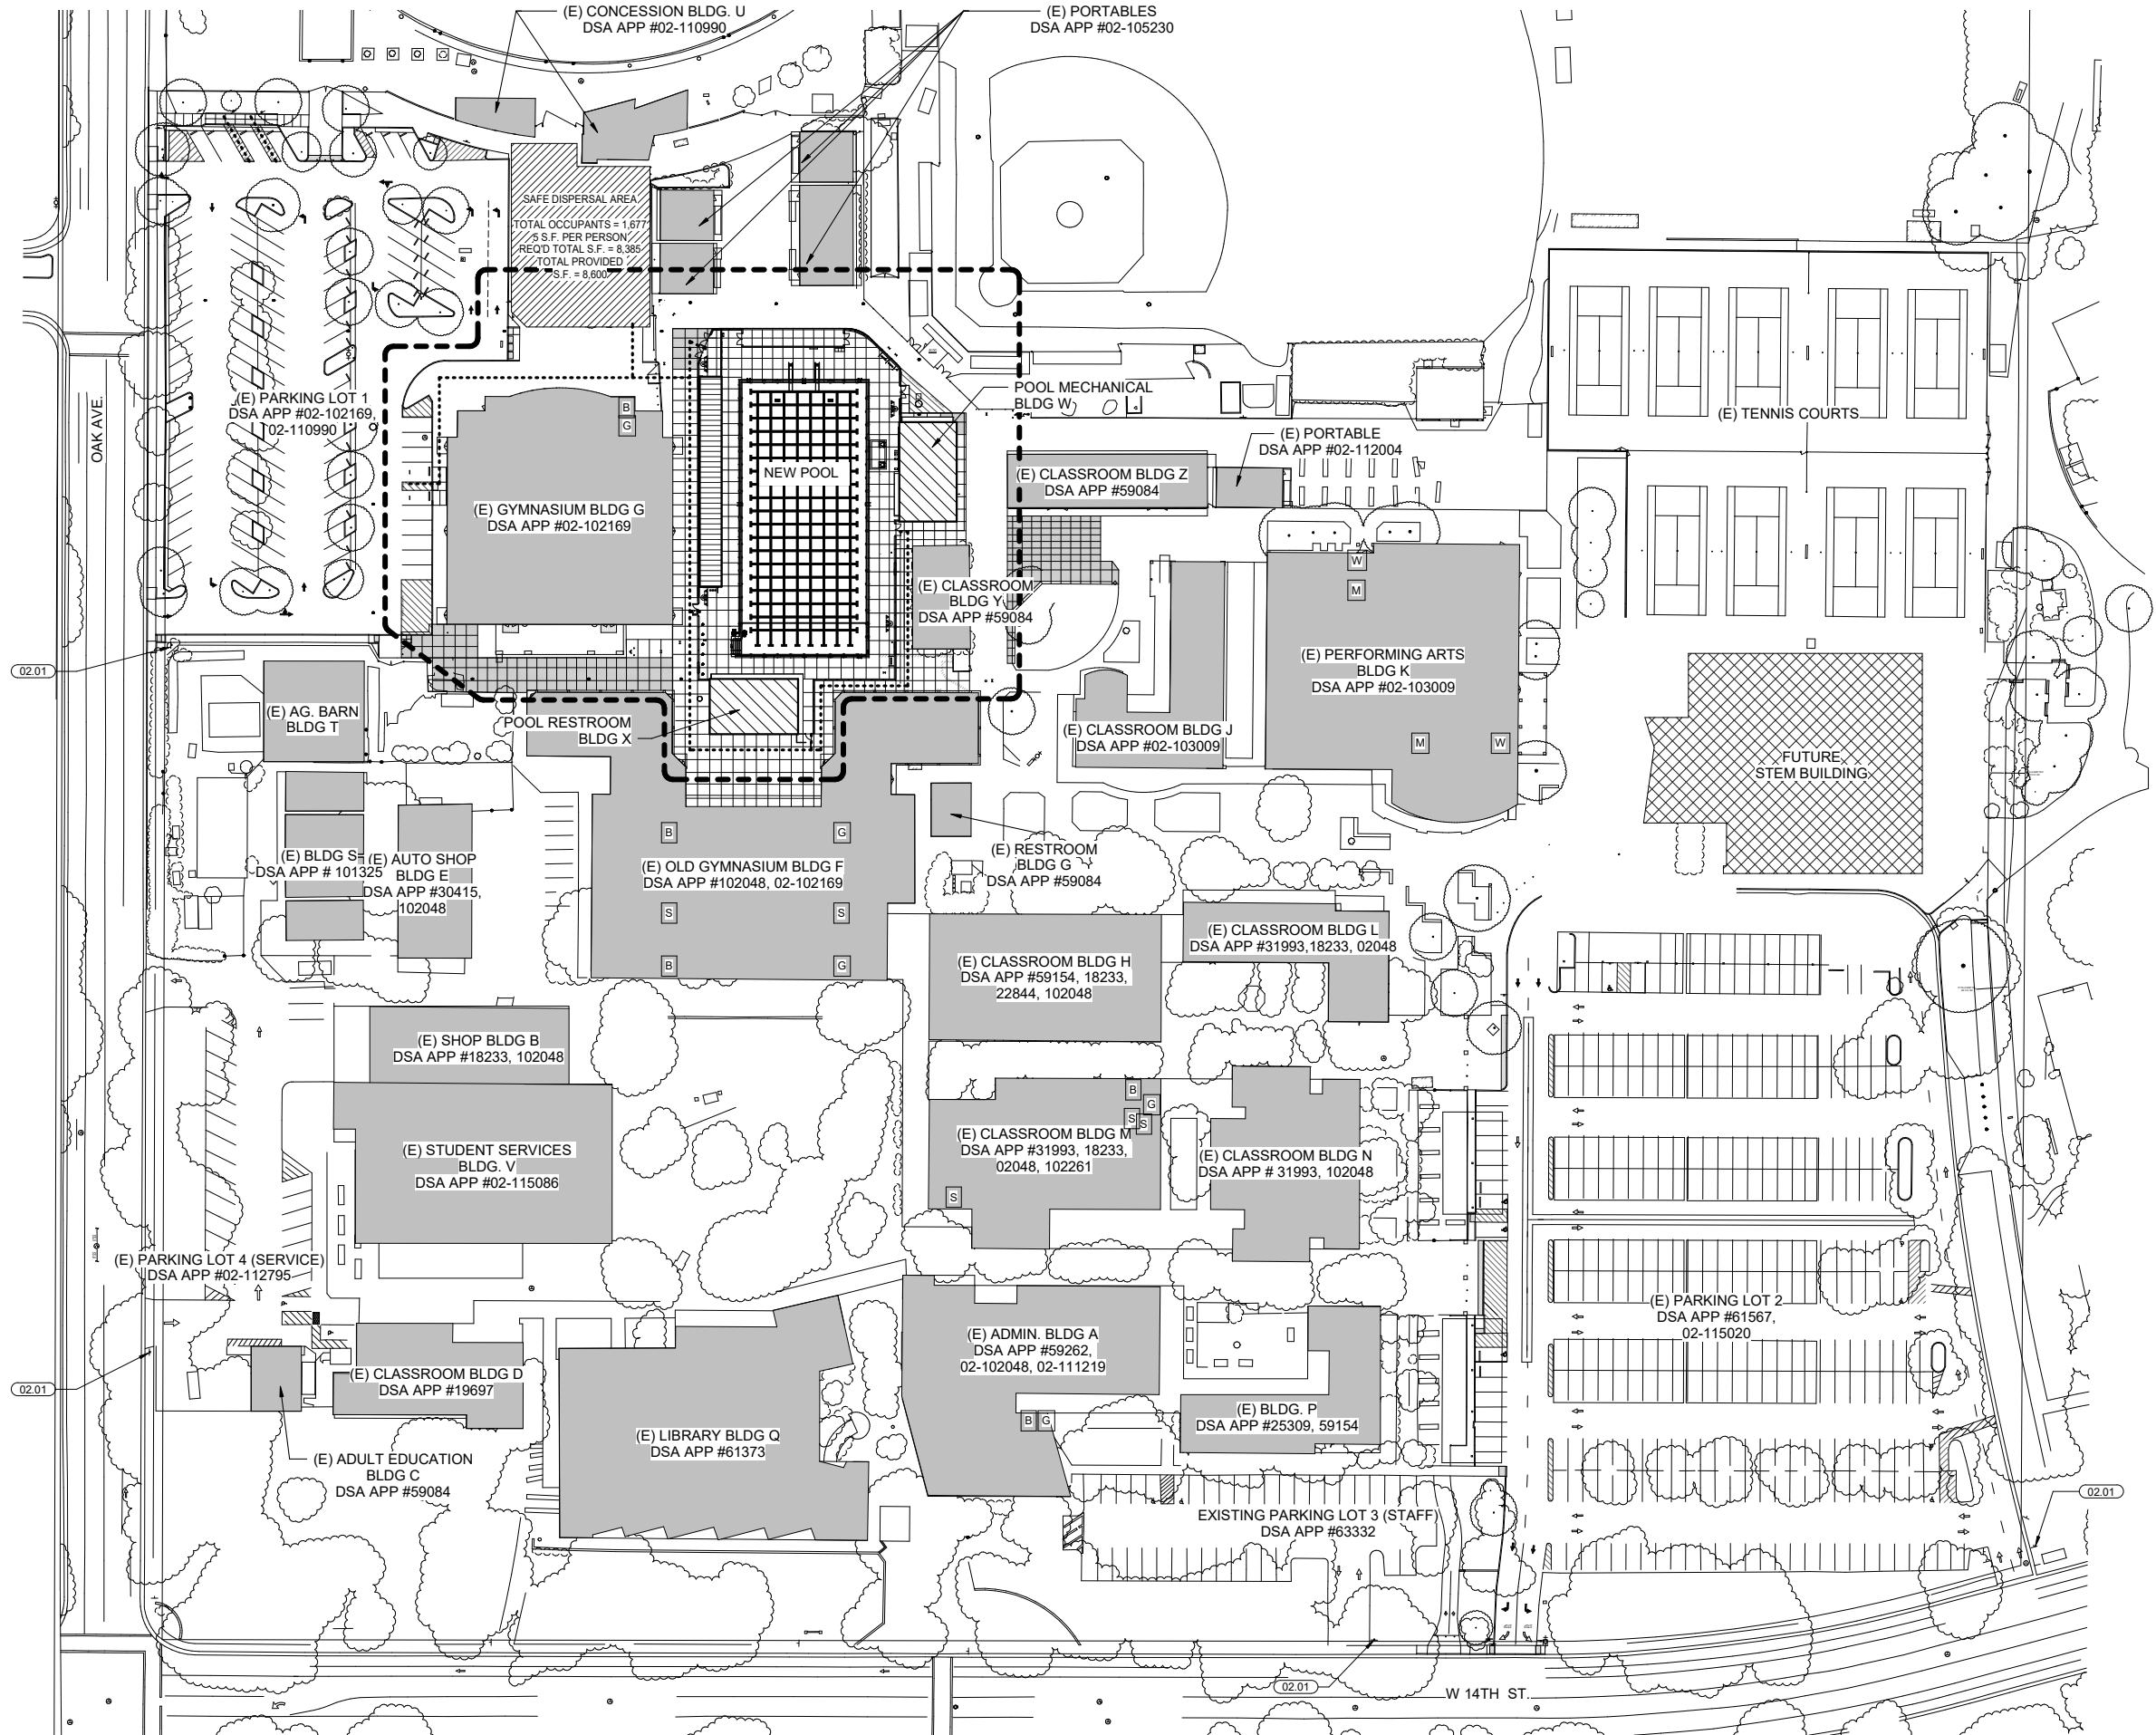 (E) CONCESSION BLDG. U
DSA APP #02-110990
(E) PORTABLES
DSA APP #02-105230
SAFE DISPERSAL AREA
TOTAL OCCUPANTS = 1,677
5 S.F. PER PERSON
REQ'D TOTAL S.F. = 8,385
TOTAL PROVIDED
S.F. = 8,600
OAK AVE.
(E) PARKING LOT 1
DSA APP #02-102169,
02-110990
B
G
(E) GYMNASIUM BLDG G
DSA APP #02-102169
NEW POOL
POOL MECHANICAL
BLDG W
(E) PORTABLE
DSA APP #02-112004
(E) CLASSROOM BLDG Z
DSA APP #59084
(E) TENNIS COURTS
(E) CLASSROOM
BLDG Y
DSA APP #59084
W
M
(E) PERFORMING ARTS
BLDG K
DSA APP #02-103009
M
W
02.01
(E) AG. BARN
BLDG T
POOL RESTROOM
BLDG X
(E) CLASSROOM BLDG J
DSA APP #02-103009
FUTURE
STEM BUILDING
(E) BLDG S
DSA APP # 101325
(E) AUTO SHOP
BLDG E
DSA APP #30415,
102048
B
G
(E) OLD GYMNASIUM BLDG F
DSA APP #102048, 02-102169
S
S
B
G
(E) RESTROOM
BLDG G
DSA APP #59084
(E) CLASSROOM BLDG L
DSA APP #31993,18233, 02048
(E) CLASSROOM BLDG H
DSA APP #59154, 18233,
22844, 102048
(E) SHOP BLDG B
DSA APP #18233, 102048
(E) STUDENT SERVICES
BLDG. V
DSA APP #02-115086
B
G
S
S
(E) CLASSROOM BLDG M
DSA APP #31993, 18233,
02048, 102261
S
(E) CLASSROOM BLDG N
DSA APP # 31993, 102048
(E) PARKING LOT 4 (SERVICE)
DSA APP #02-112795
(E) PARKING LOT 2
DSA APP #61567,
02-115020
(E) ADMIN. BLDG A
DSA APP #59262,
02-102048, 02-111219
B
G
02.01
(E) CLASSROOM BLDG D
DSA APP #19697
(E) BLDG. P
DSA APP #25309, 59154
(E) LIBRARY BLDG Q
DSA APP #61373
(E) ADULT EDUCATION
BLDG C
DSA APP #59084
02.01
EXISTING PARKING LOT 3 (STAFF)
DSA APP #63332
02.01
W 14TH ST.